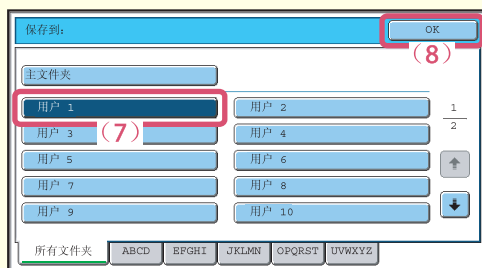 保存到:
OK
(8)
主文件夹
用户 1
用户 2
1
2
(7)
用户 3
用户 4
用户 5
用户 6
用户 7
用户 8
用户 9
用户 10
所有文件夹
ABCD
EFGHI
JKLMN
OPQRST
UVWXYZ